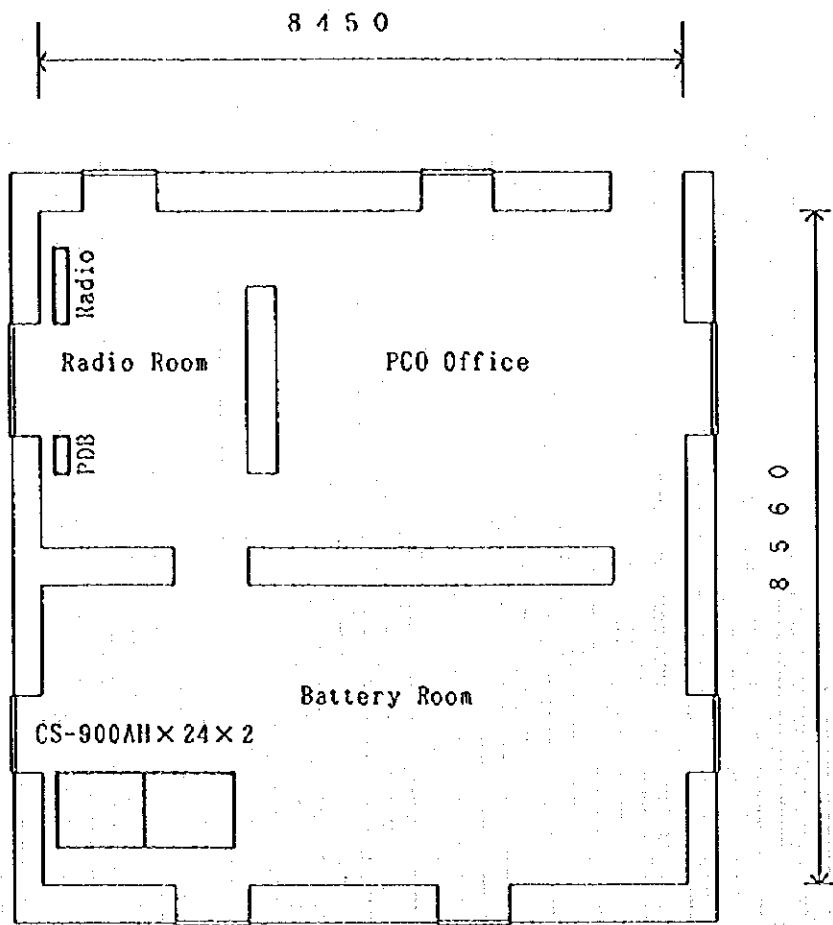 8450
Radio
Radio Room
PCO Office
PDB
8560
Battery Room
CS-900AH×24×2